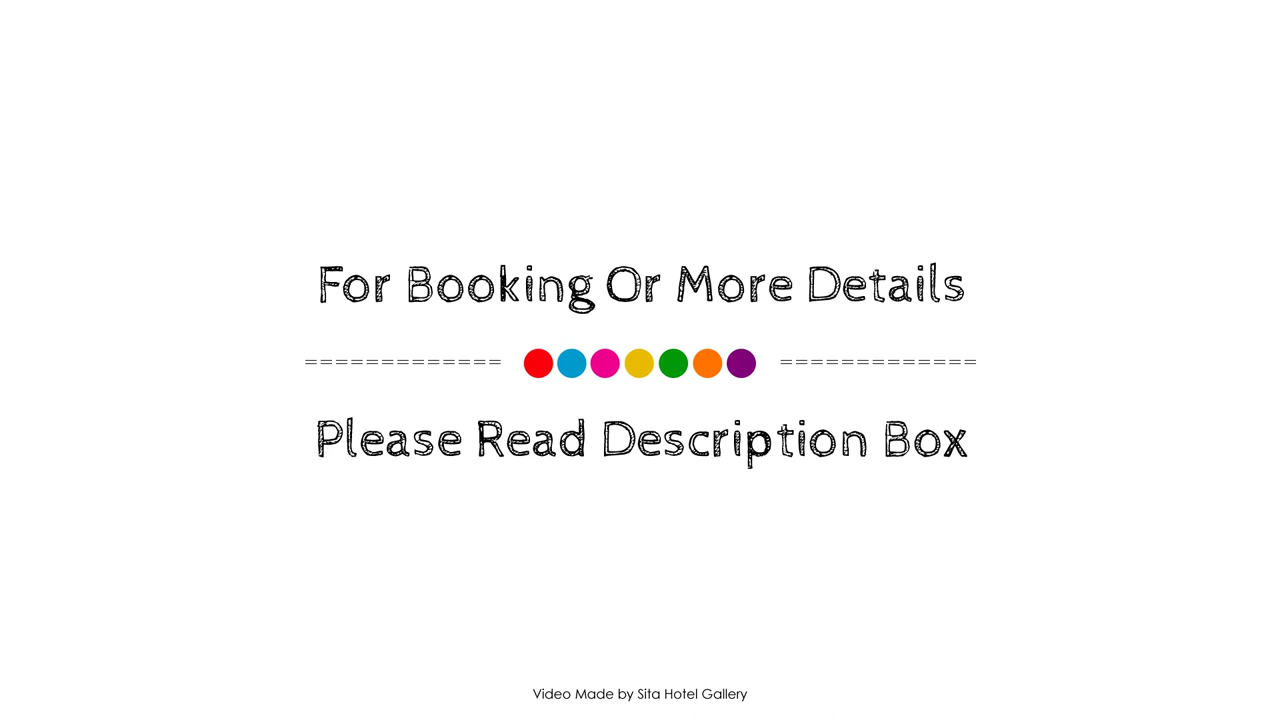 For Booking Or More Details
============= =============
Please Read Description Box
Video Made by Sita Hotel Gallery